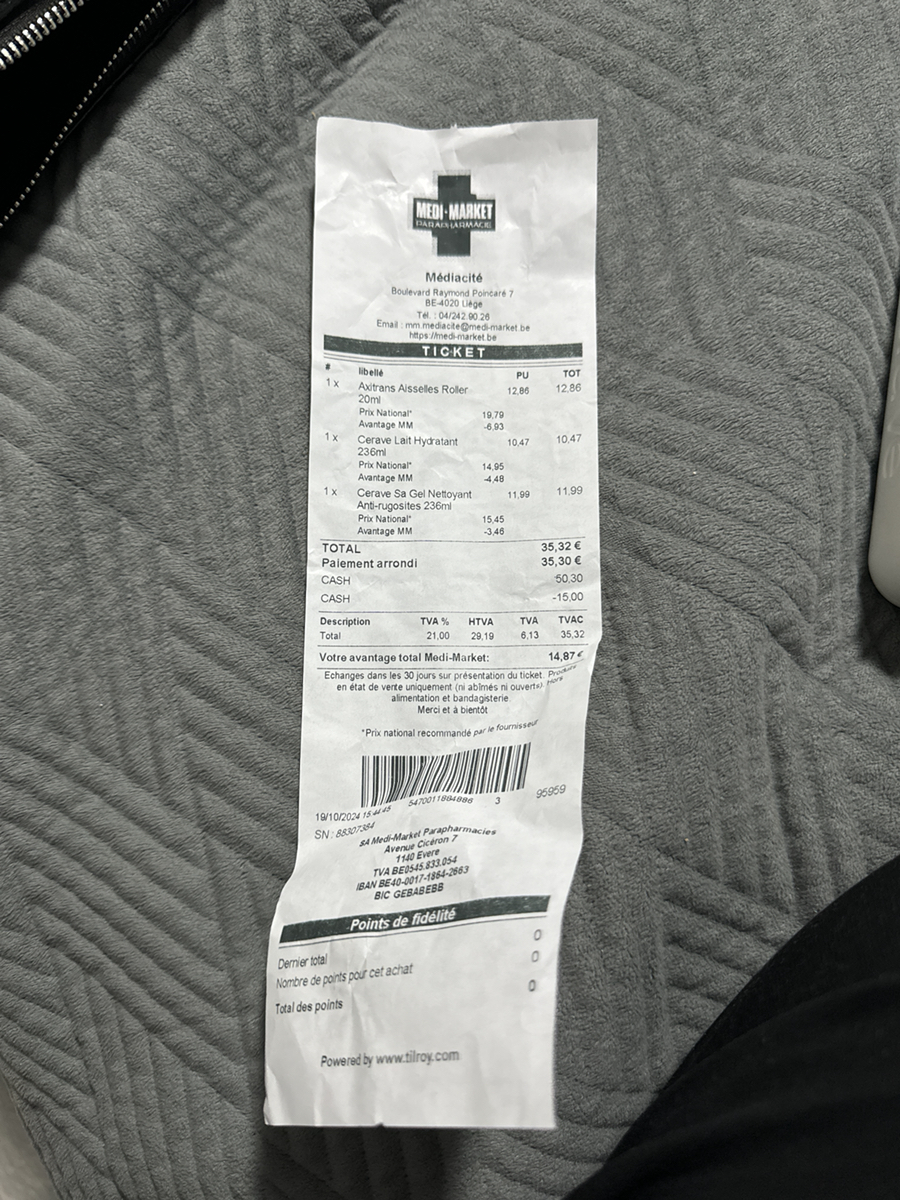 MEDI-MARKET
PARAPHARMACIE
Médiacité
Boulevard Raymond Poincaré 7
BE-4020 Liège
Tél. : 04/242.90.26
Email : mm.mediacite@medi-market.be
https://medi-market.be
TICKET
# libellé PU TOT
1 x Axitrans Aisselles Roller 12,86 12,86
20ml
Prix National* 19,79
Avantage MM -6,93
1 x Cerave Lait Hydratant 10,47 10,47
236ml
Prix National* 14,95
Avantage MM -4,48
1 x Cerave Sa Gel Nettoyant 11,99 11,99
Anti-rugosites 236ml
Prix National* 15,45
Avantage MM -3,46
TOTAL 35,32 €
Paiement arrondi 35,30 €
CASH 50,30
CASH -15,00
Description TVA % HTVA TVA TVAC
Total 21,00 29,19 6,13 35,32
Votre avantage total Medi-Market: 14,87 €
Echanges dans les 30 jours sur présentation du ticket. Produits
en état de vente uniquement (ni abîmés ni ouverts). Hors
alimentation et bandagisterie.
Merci et à bientôt
*Prix national recommandé par le fournisseur
5470011884886 3 95959
19/10/2024 15:44:45
SN : 88307384
SA Medi-Market Parapharmacies
Avenue Cicéron 7
1140 Evere
TVA BE0545.833.054
IBAN BE40-0017-1864-2663
BIC GEBABEBB
Points de fidélité
Dernier total 0
Nombre de points pour cet achat 0
Total des points 0
Powered by www.tilroy.com